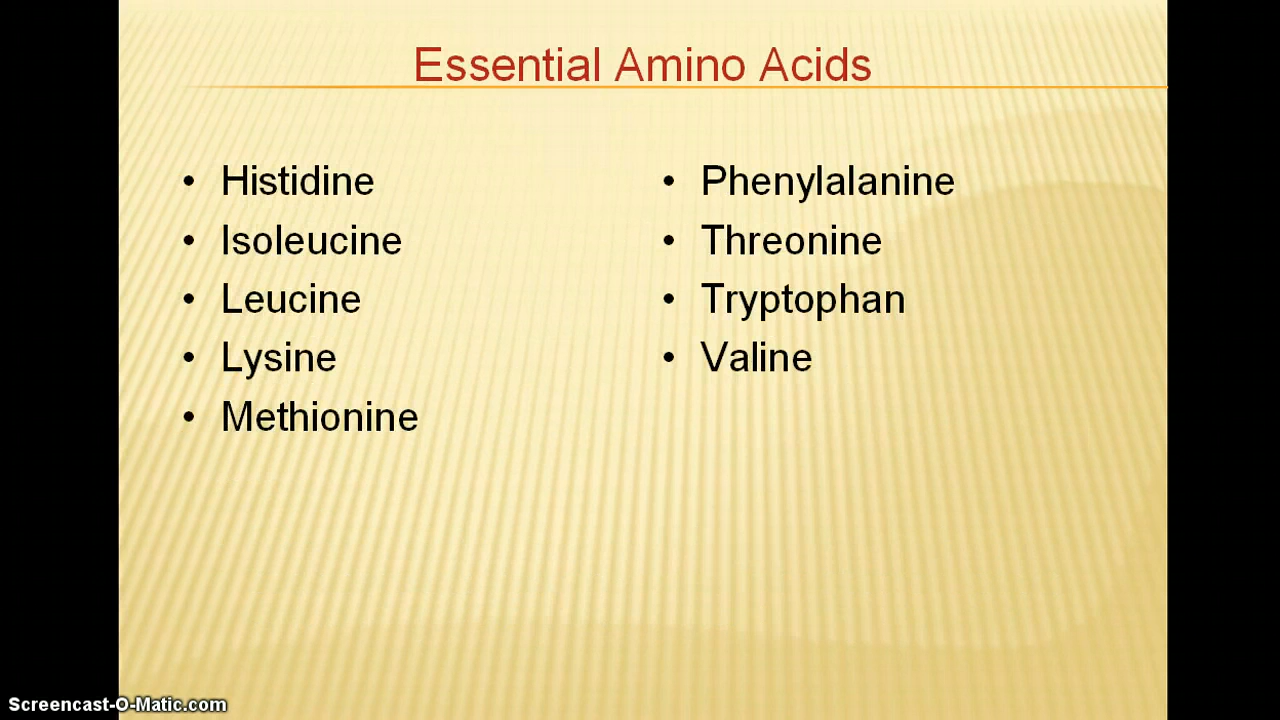 Essential Amino Acids
• Histidine
• Isoleucine
• Leucine
• Lysine
• Methionine
• Phenylalanine
• Threonine
• Tryptophan
• Valine
Screencast-O-Matic.com